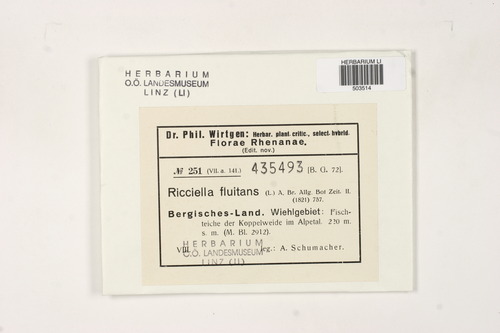 HERBARIUM
O.Ö. LANDESMUSEUM
LINZ (LI)
HERBARIUM LI
503514
Dr. Phil. Wirtgen: Herbar. plant. critic., select. hybrid.
Florae Rhenanae.
(Edit. nov.)
№ 251 (VII. a. 141.) 435493 [B. G. 72].
Ricciella fluitans (L.) A. Br. Allg. Bot Zeit. II.
(1821) 757.
Bergisches-Land. Wiehlgebiet: Fisch-
teiche der Koppelweide im Alpetal. 220 m.
s. m. (M. Bl. 2912).
VIII. leg.: A. Schumacher.
HERBARIUM
O.Ö. LANDESMUSEUM
LINZ (LI)